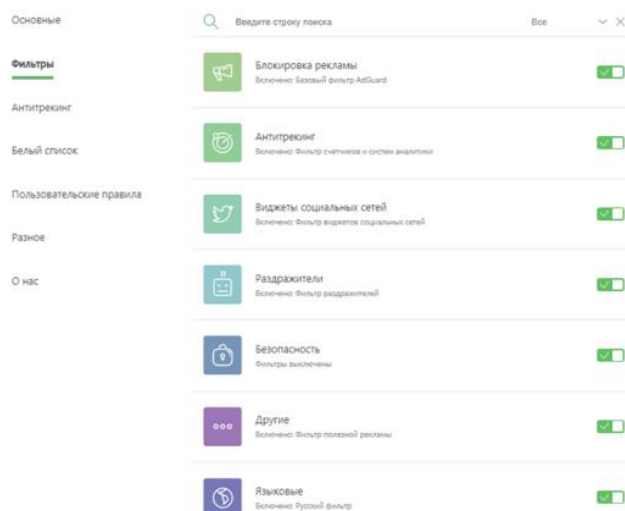 Основные
Фильтры
Антитрекинг
Белый список
Пользовательские правила
Разное
О нас
Введите строку поиска
Все
Блокировка рекламы
Включено: Базовый фильтр AdGuard
Антитрекинг
Включено: Фильтр счетчиков и систем аналитики
Виджеты социальных сетей
Включено: Фильтр виджетов социальных сетей
Раздражители
Включено: Фильтр раздражителей
Безопасность
Фильтры выключены
Другие
Включено: Фильтр полезной рекламы
Языковые
Включено: Русский фильтр